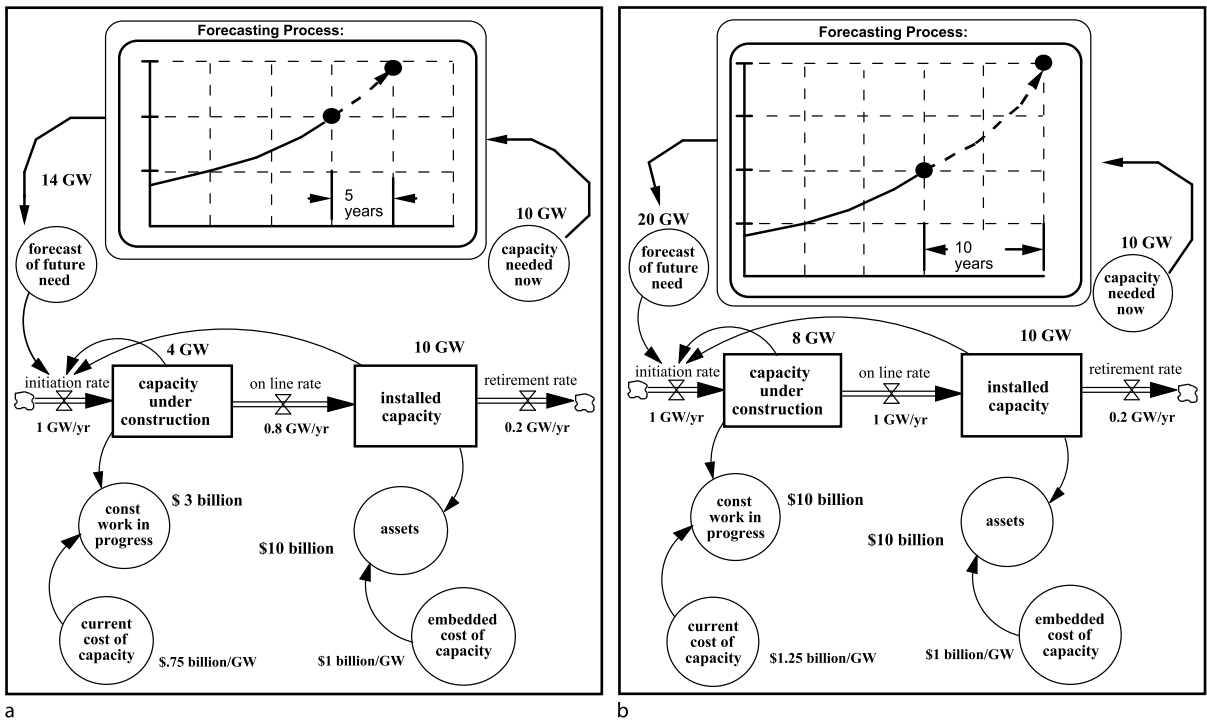 Forecasting Process:
5
years
14 GW
10 GW
forecast
of future
need
capacity
needed
now
4 GW
10 GW
initiation rate
capacity
under
construction
on line rate
installed
capacity
retirement rate
1 GW/yr
0.8 GW/yr
0.2 GW/yr
$ 3 billion
const
work in
progress
assets
$10 billion
current
cost of
capacity
$.75 billion/GW
embedded
cost of
capacity
$1 billion/GW
a
Forecasting Process:
10
years
20 GW
10 GW
forecast
of future
need
capacity
needed
now
8 GW
10 GW
initiation rate
capacity
under
construction
on line rate
installed
capacity
retirement rate
1 GW/yr
1 GW/yr
0.2 GW/yr
const
work in
progress
$10 billion
assets
$10 billion
current
cost of
capacity
$1.25 billion/GW
embedded
cost of
capacity
$1 billion/GW
b